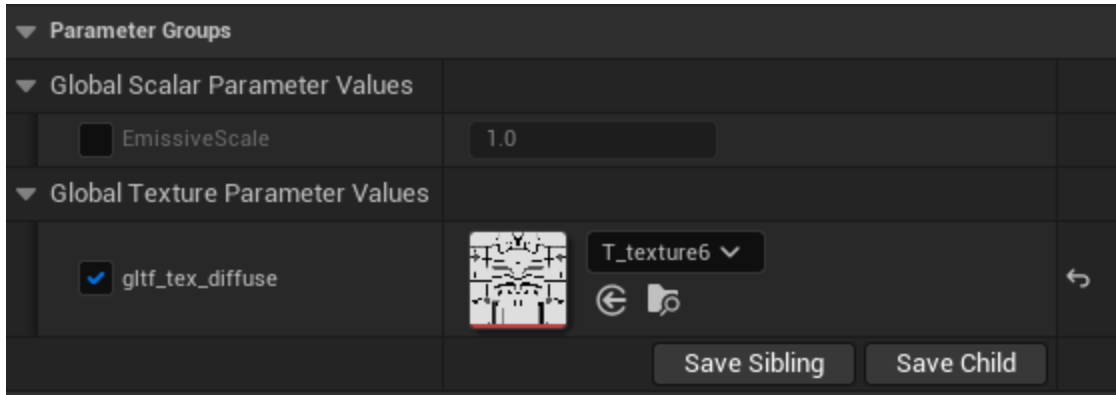 Parameter Groups
Global Scalar Parameter Values
EmissiveScale 1.0
Global Texture Parameter Values
T_texture6
gltf_tex_diffuse
Save Sibling Save Child